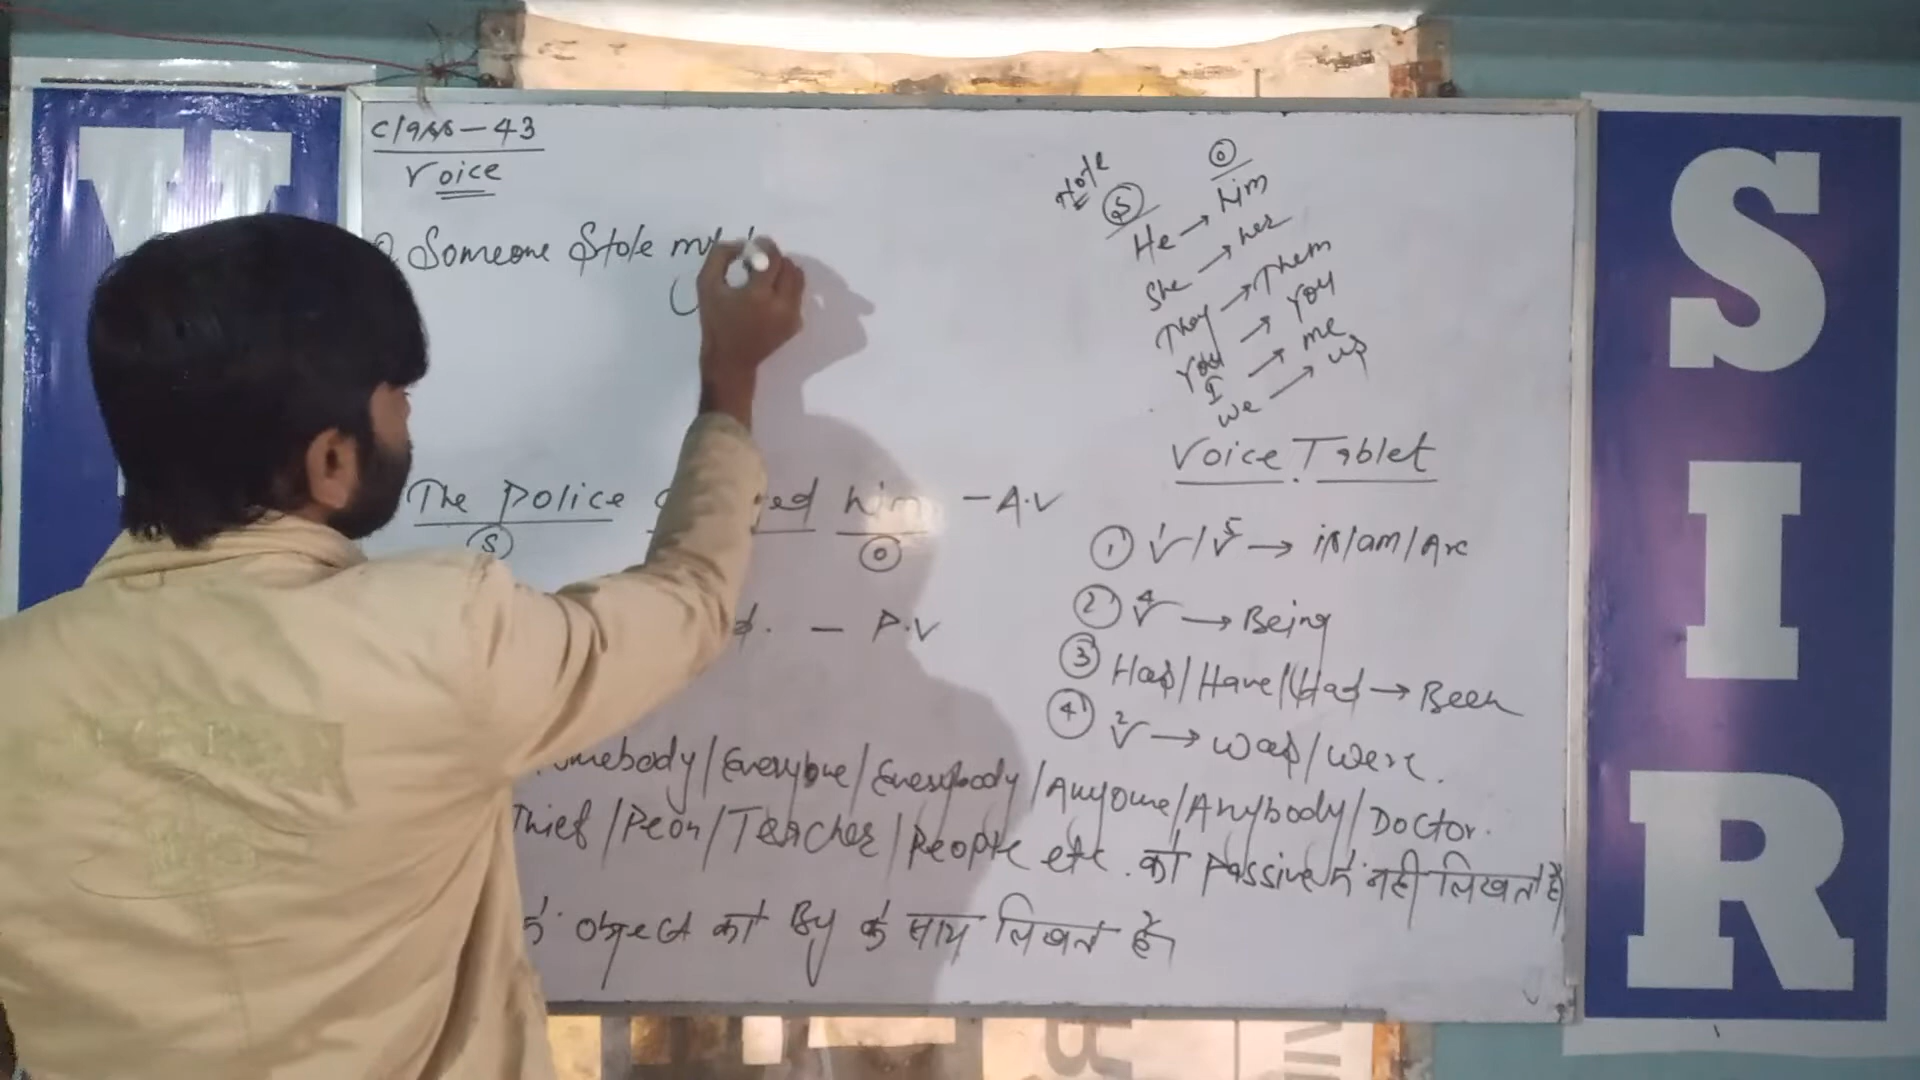 Class-43
Voice
Someone Stole my
The Police him - A.V
S O
- P.V
Somebody/Everyone/Everybody/Anyone/Anybody/Doctor.
Thief/Peon/Teacher/People etc. को Passive में नहीं लिखते है
में object को By के साथ लिखते है
Note
S O
He → him
She → her
They → Them
You → You
I → me
we → us
Voice Tablet
① V¹/V⁵ → is/am/Are
② V⁴ → Being
③ Has/Have/Had → Been
④ V² → was/were.
SIR